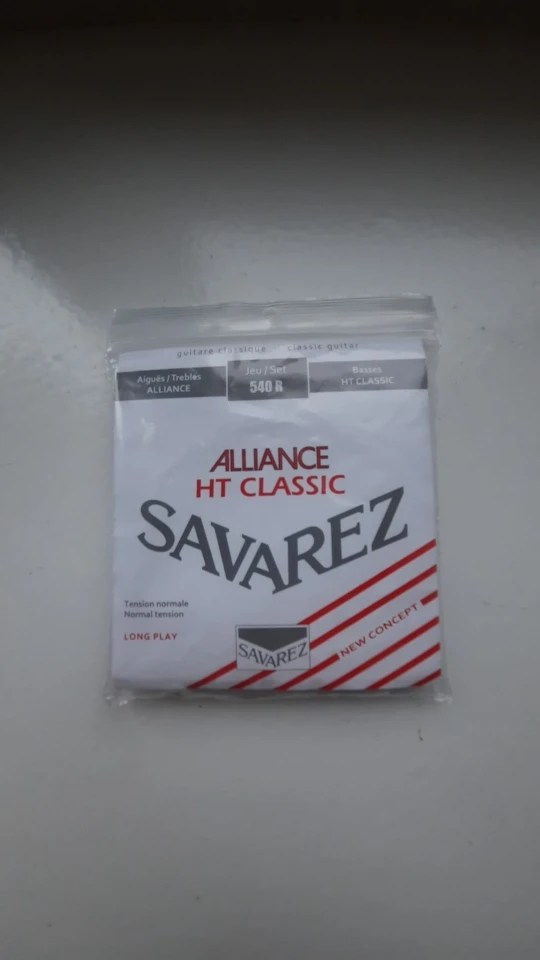 guitare classique classic guitar
Aiguës / Trebles
ALLIANCE
Jeu / Set
540 R
Basses
HT CLASSIC
ALLIANCE
HT CLASSIC
SAVAREZ
Tension normale
Normal tension
LONG PLAY
SAVAREZ
NEW CONCEPT